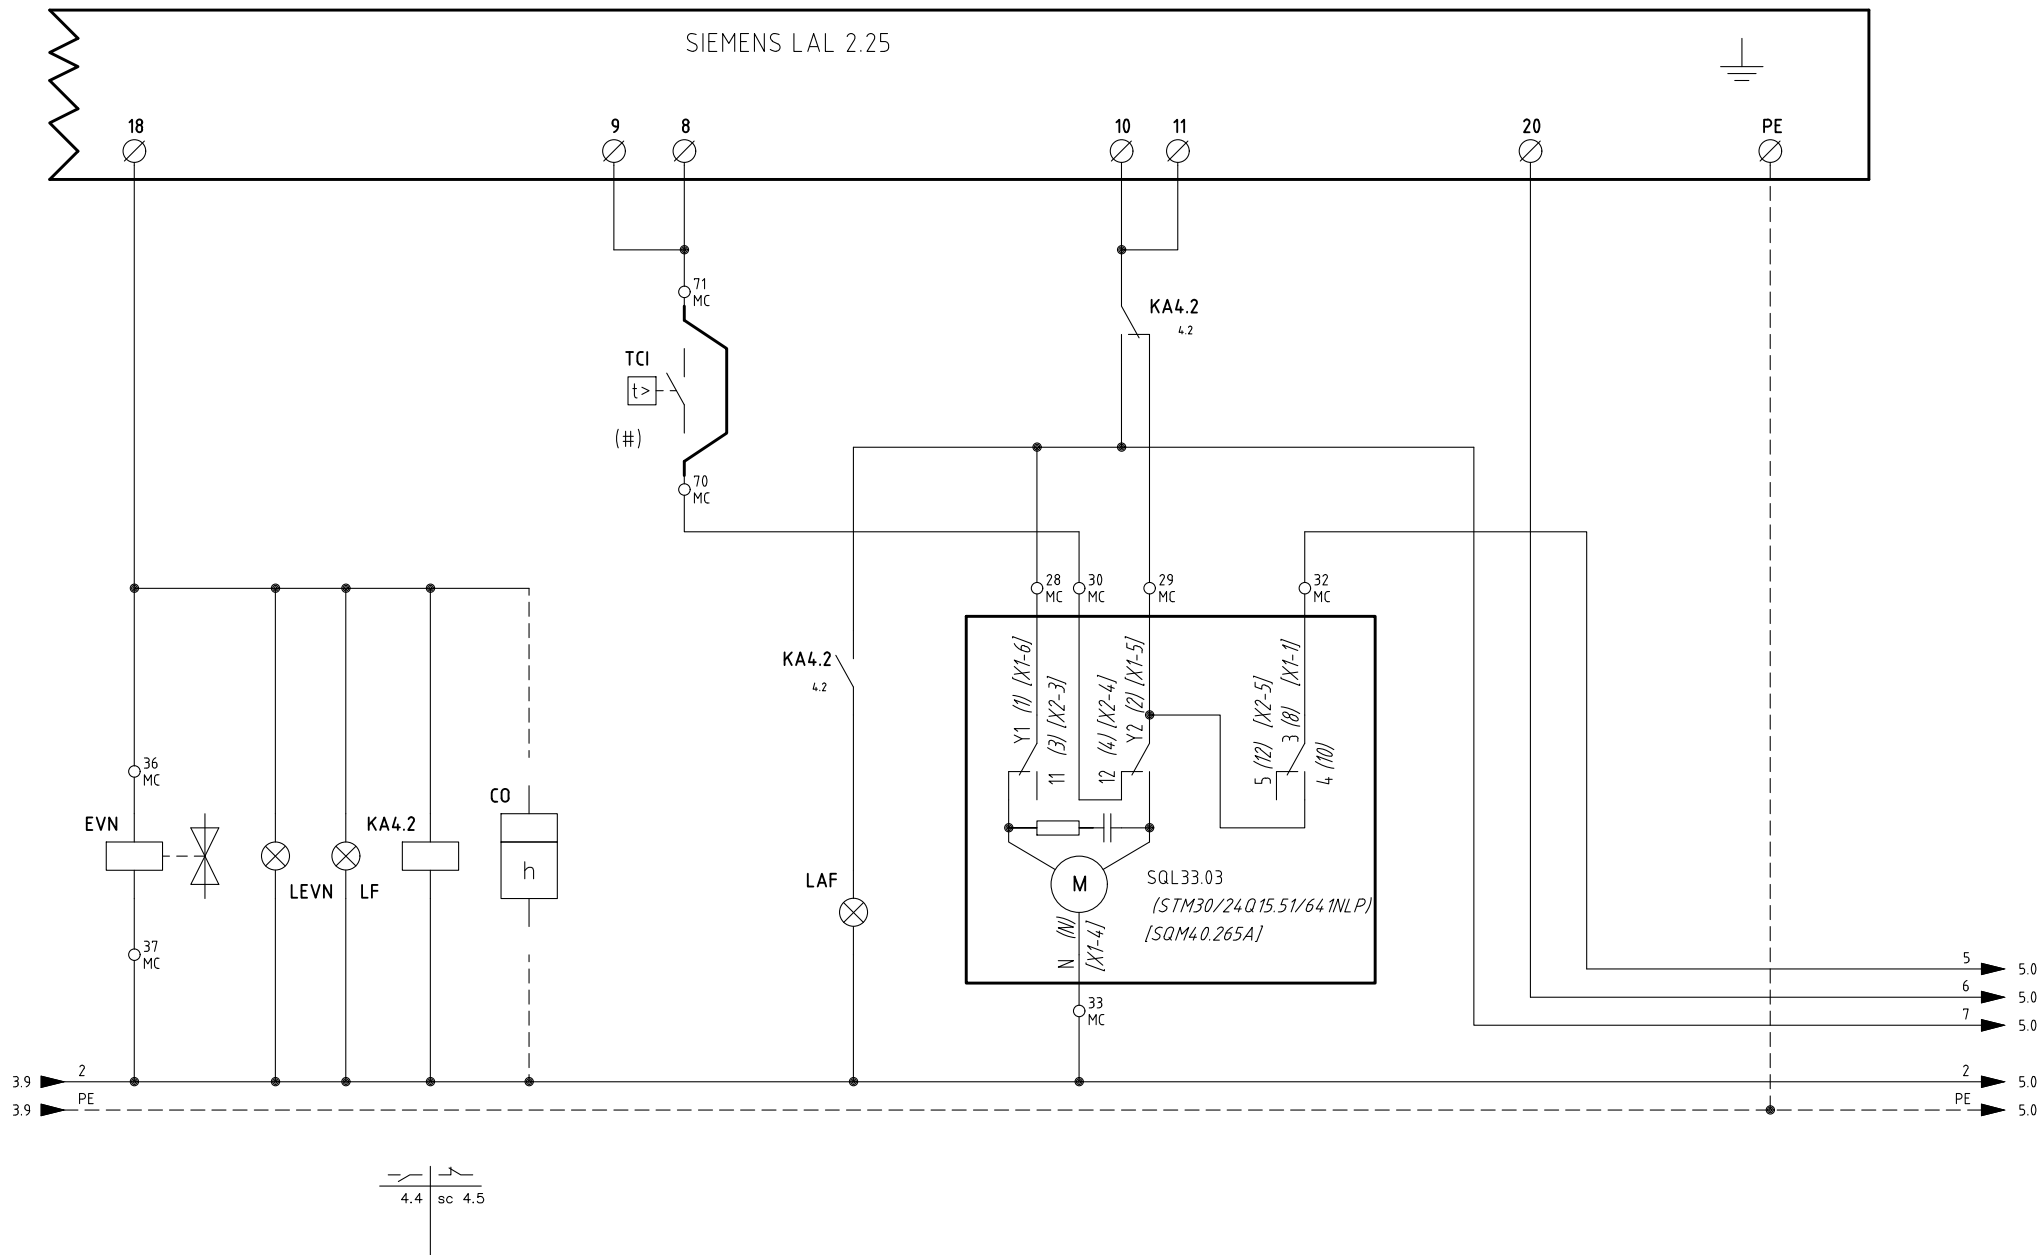 SIEMENS LAL 2.25
18
9
8
10
11
20
PE
71
MC
KA4.2
4.2
TCI
t>
(#)
70
MC
28
MC
30
MC
29
MC
32
MC
KA4.2
4.2
Y1 (1) [X1-6]
11 (3) [X2-3]
12 (4) [X2-4]
Y2 (2) [X1-5]
5 (12) [X2-5]
3 (8) [X1-1]
4 (10)
36
MC
EVN
LEVN
LF
KA4.2
CO
h
LAF
M
SQL33.03
(STM30/24Q15.51/641NLP)
[SQM40.265A]
N (N)
[X1-4]
37
MC
33
MC
5
5.0
6
5.0
7
5.0
3.9
2
2
5.0
3.9
PE
PE
5.0
4.4
sc 4.5